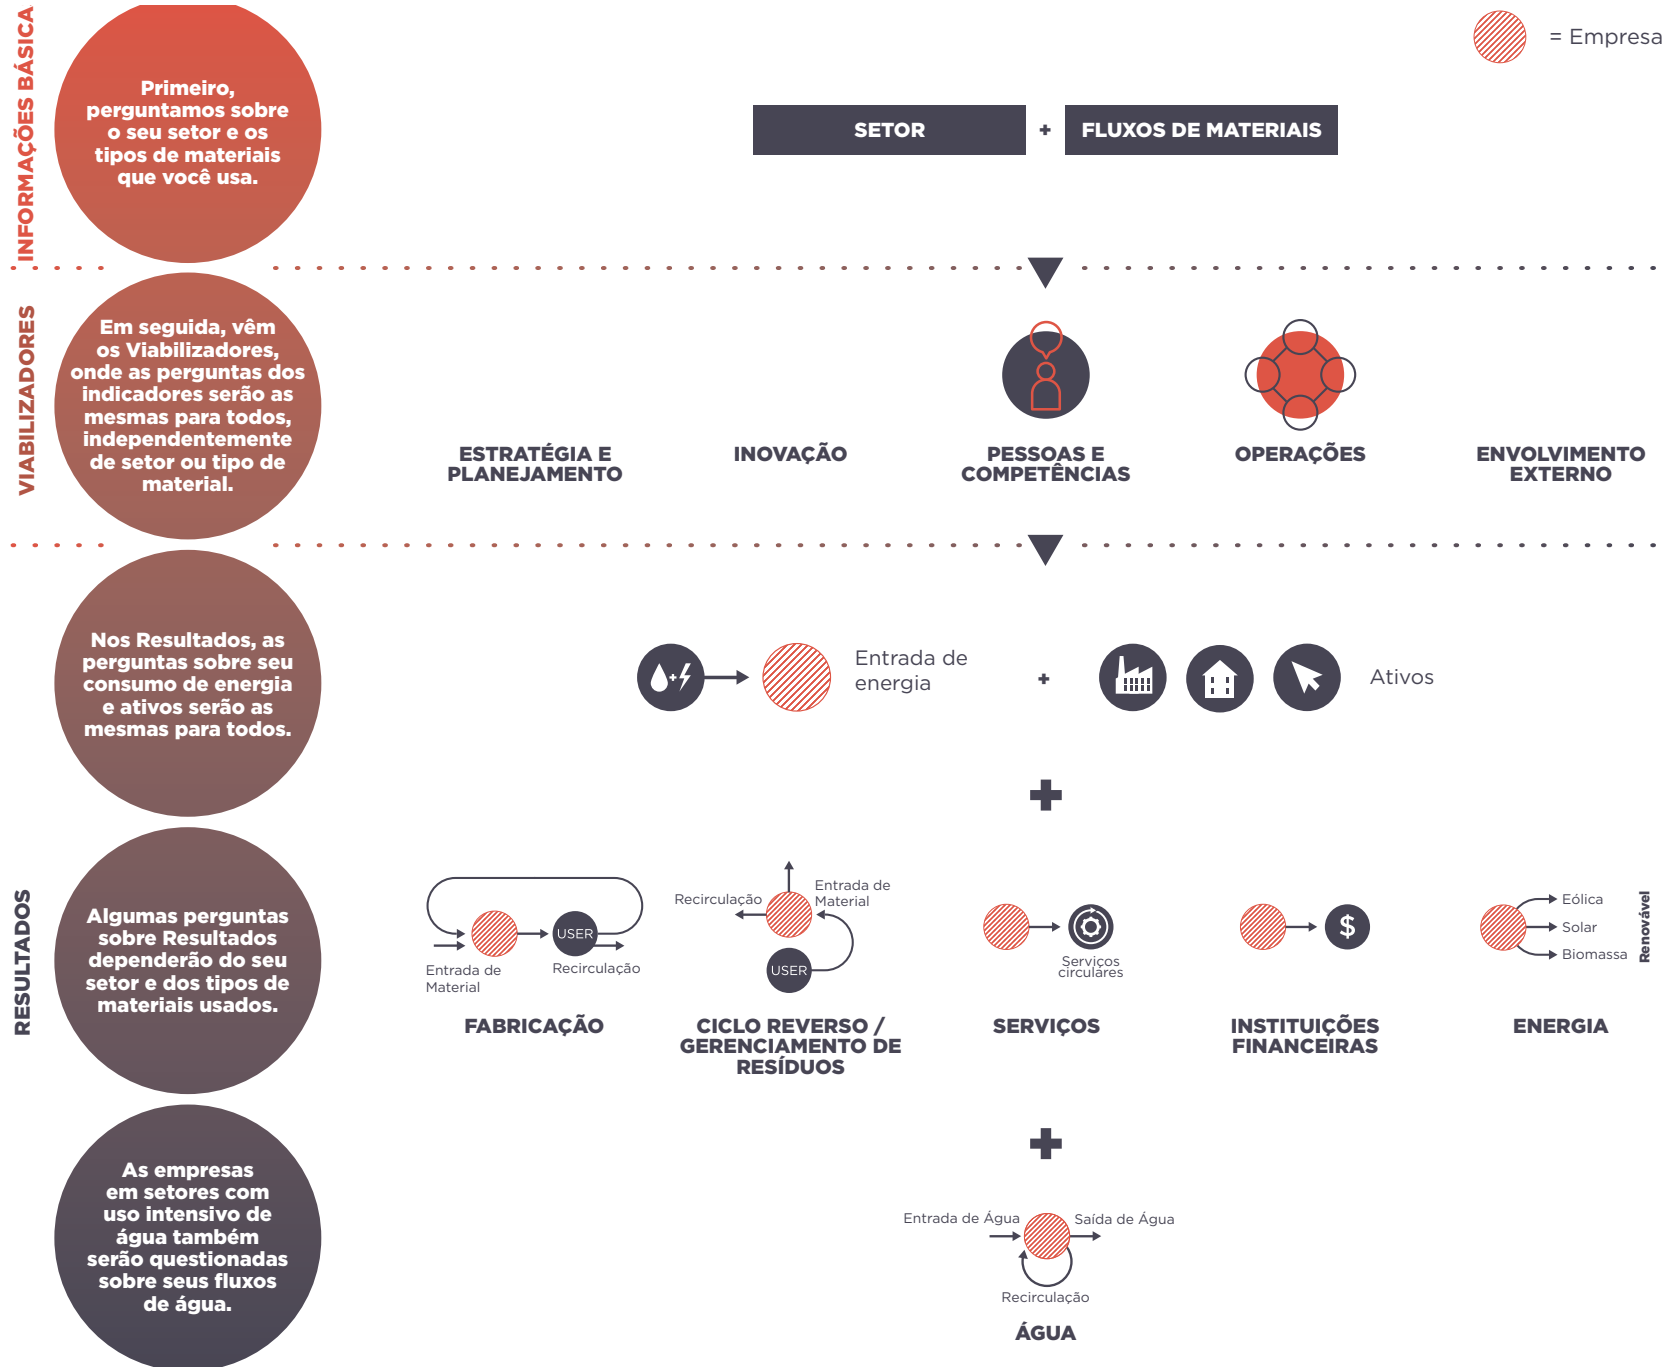 INFORMAÇÕES BÁSICA
Primeiro,
perguntamos sobre
o seu setor e os
tipos de materiais
que você usa.
SETOR
+
FLUXOS DE MATERIAIS
= Empresa
VIABILIZADORES
Em seguida, vêm
os Viabilizadores,
onde as perguntas dos
indicadores serão as
mesmas para todos,
independentemente
de setor ou tipo de
material.
ESTRATÉGIA E
PLANEJAMENTO
INOVAÇÃO
PESSOAS E
COMPETÊNCIAS
OPERAÇÕES
ENVOLVIMENTO
EXTERNO
RESULTADOS
Nos Resultados, as
perguntas sobre seu
consumo de energia
e ativos serão as
mesmas para todos.
+
Entrada de
energia
+
Ativos
+
Algumas perguntas
sobre Resultados
dependerão do seu
setor e dos tipos de
materiais usados.
USER
Entrada de
Material
Recirculação
FABRICAÇÃO
Recirculação
Entrada de
Material
USER
CICLO REVERSO /
GERENCIAMENTO DE
RESÍDUOS
Serviços
circulares
SERVIÇOS
$
INSTITUIÇÕES
FINANCEIRAS
Eólica
Solar
Biomassa
Renovável
ENERGIA
+
As empresas
em setores com
uso intensivo de
água também
serão questionadas
sobre seus fluxos
de água.
Entrada de Água
Saída de Água
Recirculação
ÁGUA